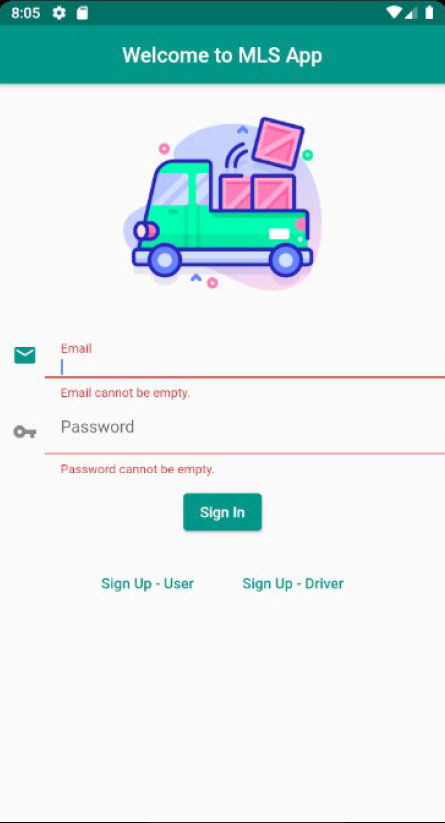 8:05
Welcome to MLS App
Email
Email cannot be empty.
Password
Password cannot be empty.
Sign In
Sign Up - User
Sign Up - Driver